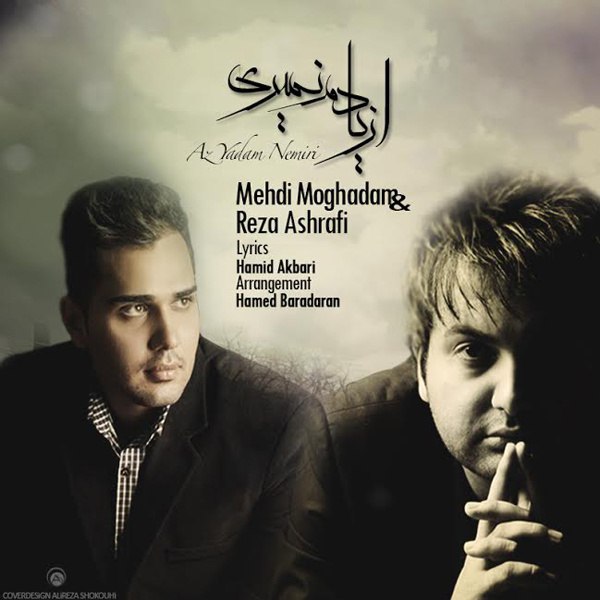 از یادم نمیری
Az Yadam Nemiri
Mehdi Moghadam &
Reza Ashrafi
Lyrics
Hamid Akbari
Arrangement
Hamed Baradaran
COVERDESIGN ALIREZA SHOKOUHI